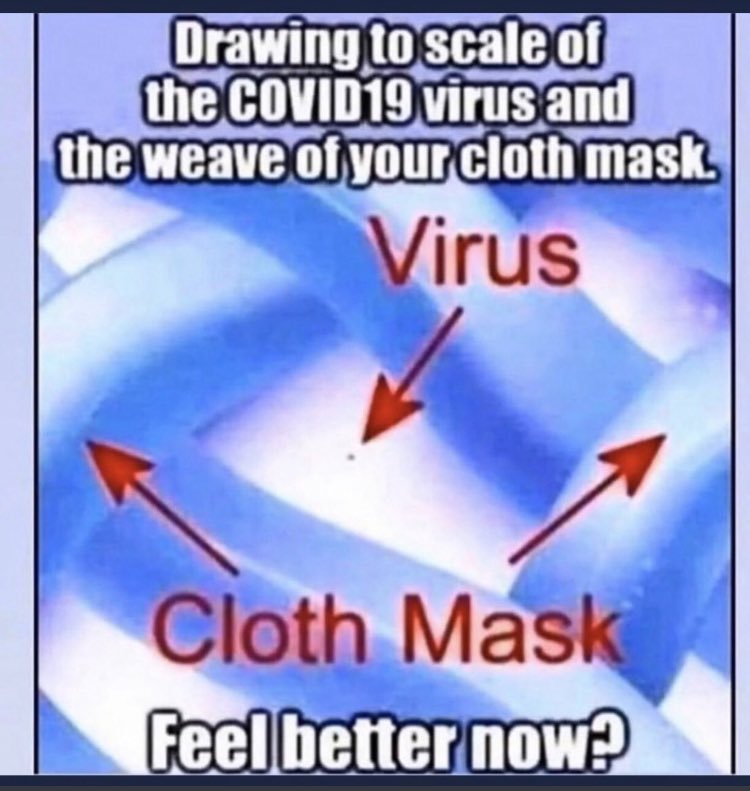 Drawing to scale of
the COVID19 virus and
the weave of your cloth mask.
Virus
Cloth Mask
Feel better now?